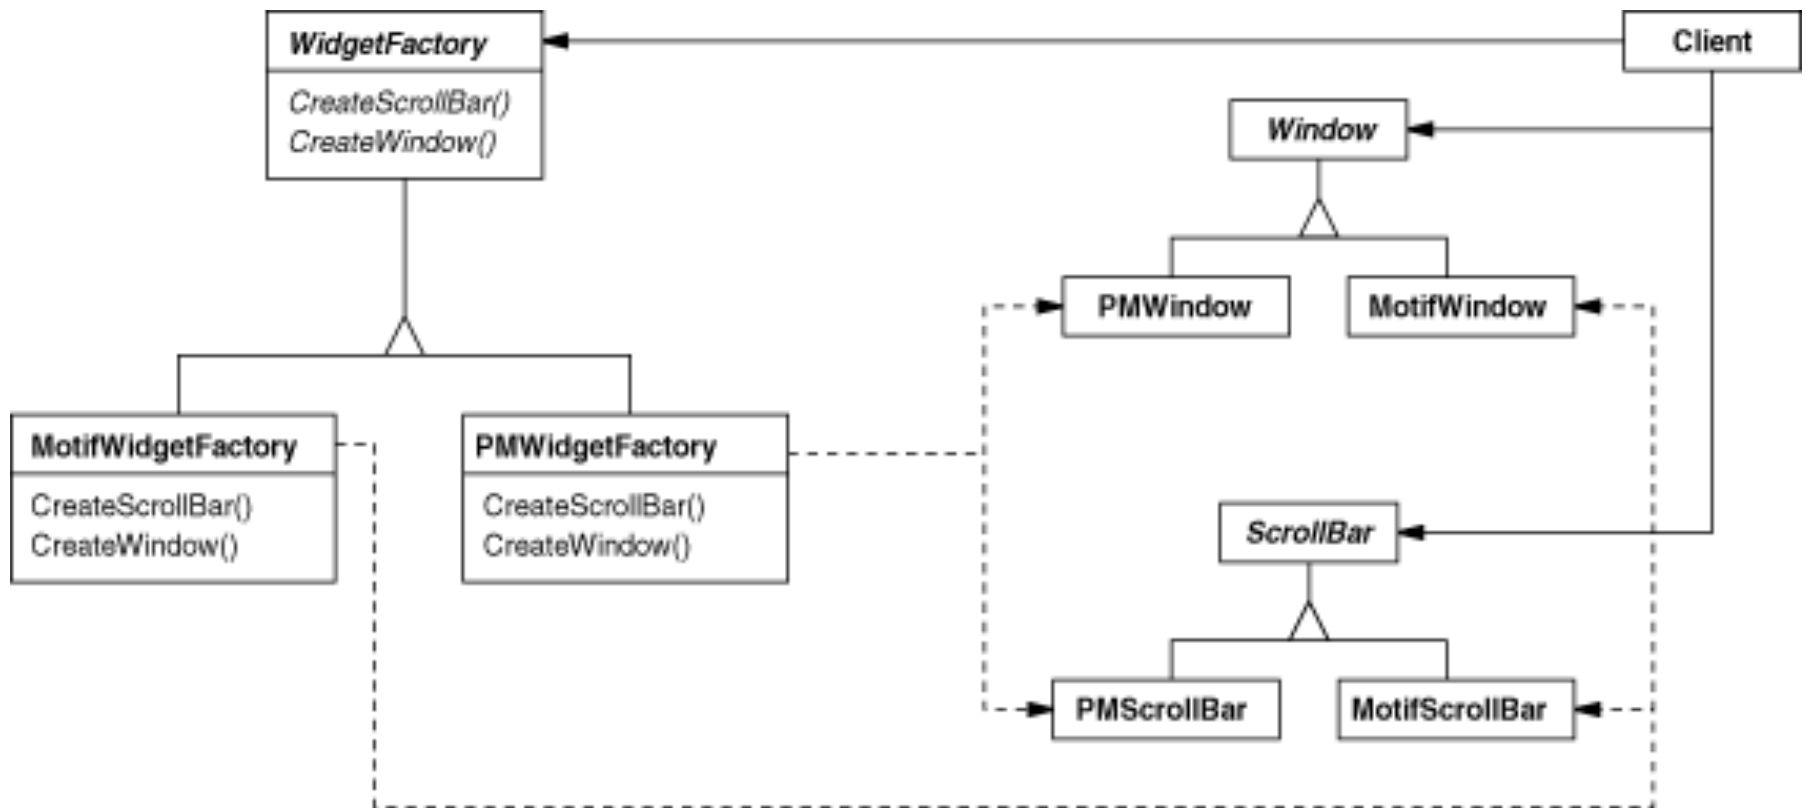 WidgetFactory
CreateScrollBar()
CreateWindow()
Client
Window
PMWindow
MotifWindow
MotifWidgetFactory
CreateScrollBar()
CreateWindow()
PMWidgetFactory
CreateScrollBar()
CreateWindow()
ScrollBar
PMScrollBar
MotifScrollBar